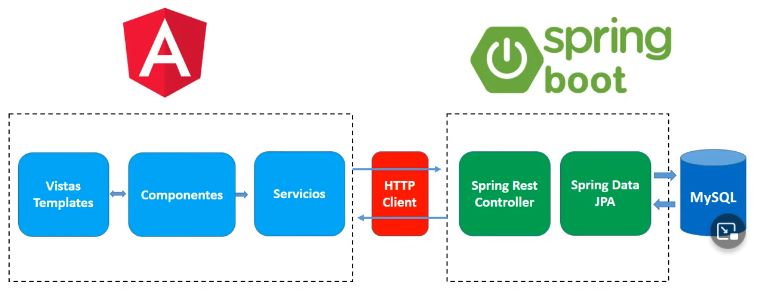 A
spring
boot
Vistas
Templates
Componentes
Servicios
HTTP
Client
Spring Rest
Controller
Spring Data
JPA
MySQL